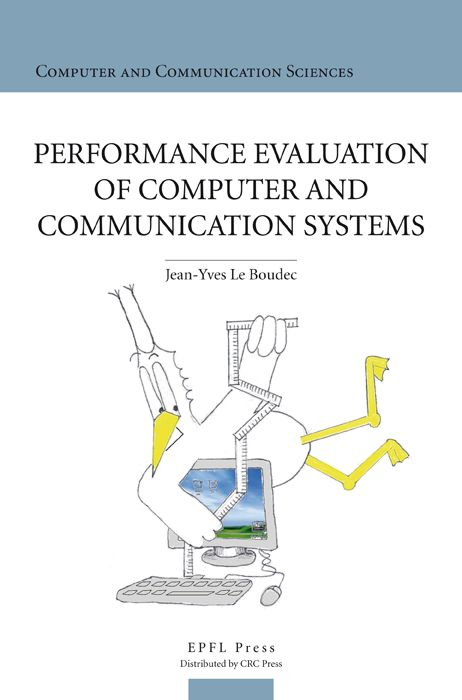 Computer and Communication Sciences
PERFORMANCE EVALUATION
OF COMPUTER AND
COMMUNICATION SYSTEMS
Jean-Yves Le Boudec
EPFL Press
Distributed by CRC Press